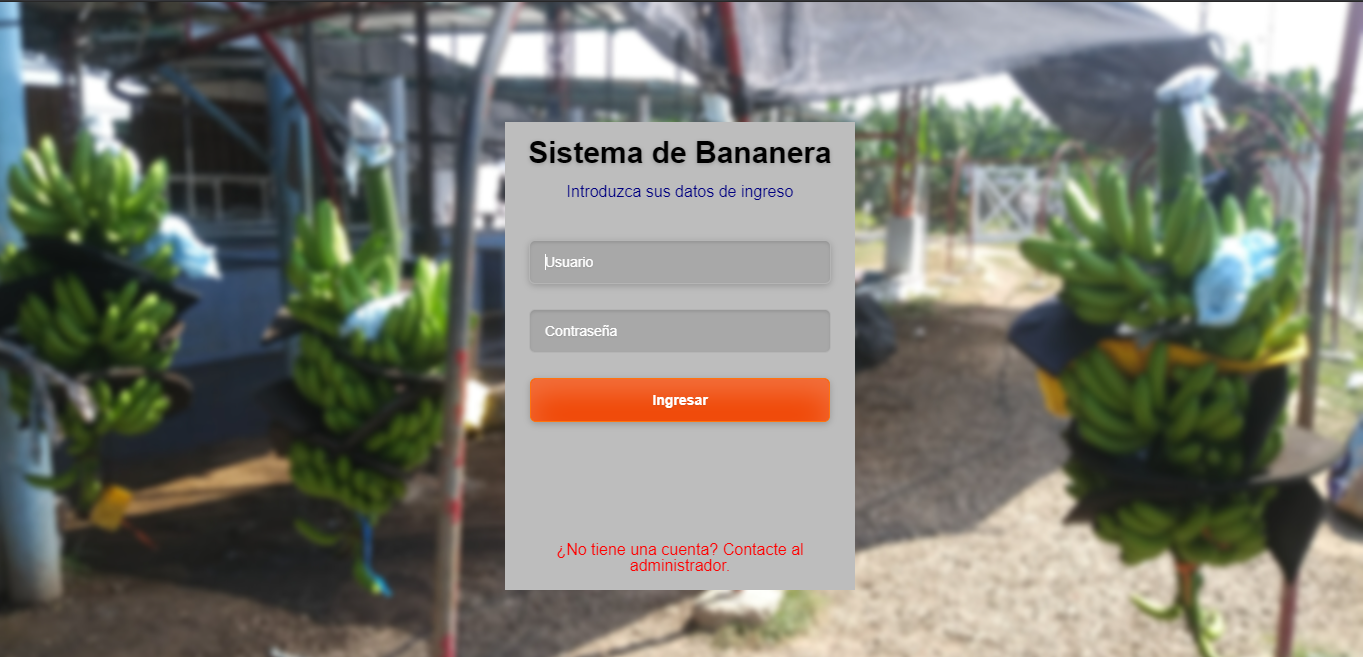 Sistema de Bananera
Introduzca sus datos de ingreso
Usuario
Contraseña
Ingresar
¿No tiene una cuenta? Contacte al
administrador.